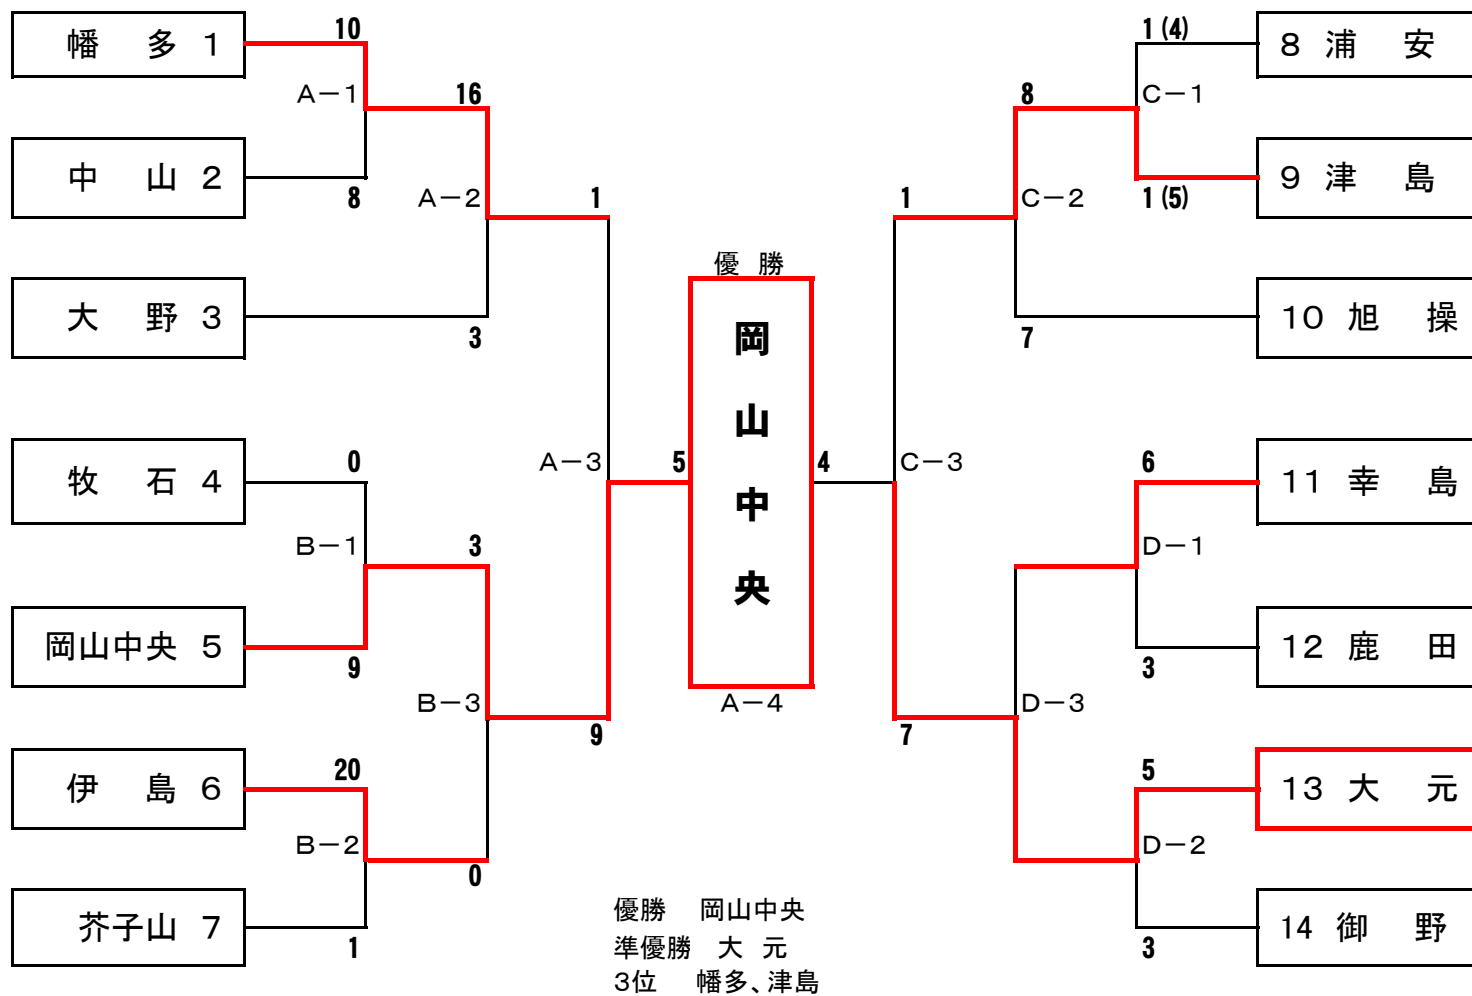 幡 多 1
10
1 (4)
8 浦 安
A-1
16
8
C-1
中 山 2
8
A-2
1
1
C-2
1 (5)
9 津 島
優 勝
大 野 3
3
7
10 旭 操
岡山中央
牧 石 4
0
A-3
5
4
C-3
6
11 幸 島
B-1
3
D-1
岡山中央 5
9
3
12 鹿 田
B-3
9
A-4
7
D-3
伊 島 6
20
5
13 大 元
B-2
0
D-2
芥子山 7
1
3
14 御 野
優勝 岡山中央
準優勝 大 元
3位 幡多、津島